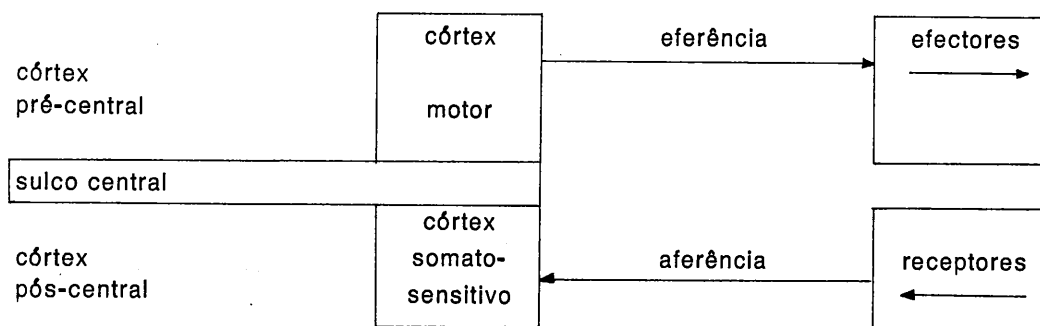 córtex
pré-central
córtex
motor
eferência
efectores
sulco central
córtex
pós-central
córtex
somato-
sensitivo
aferência
receptores